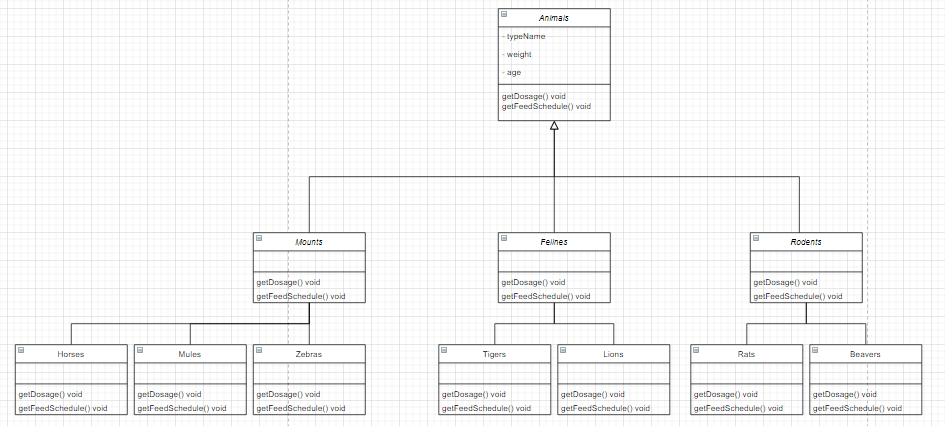 Animals
- typeName
- weight
- age
getDosage() void
getFeedSchedule() void
Mounts
getDosage() void
getFeedSchedule() void
Felines
getDosage() void
getFeedSchedule() void
Rodents
getDosage() void
getFeedSchedule() void
Horses
getDosage() void
getFeedSchedule() void
Mules
getDosage() void
getFeedSchedule() void
Zebras
getDosage() void
getFeedSchedule() void
Tigers
getDosage() void
getFeedSchedule() void
Lions
getDosage() void
getFeedSchedule() void
Rats
getDosage() void
getFeedSchedule() void
Beavers
getDosage() void
getFeedSchedule() void